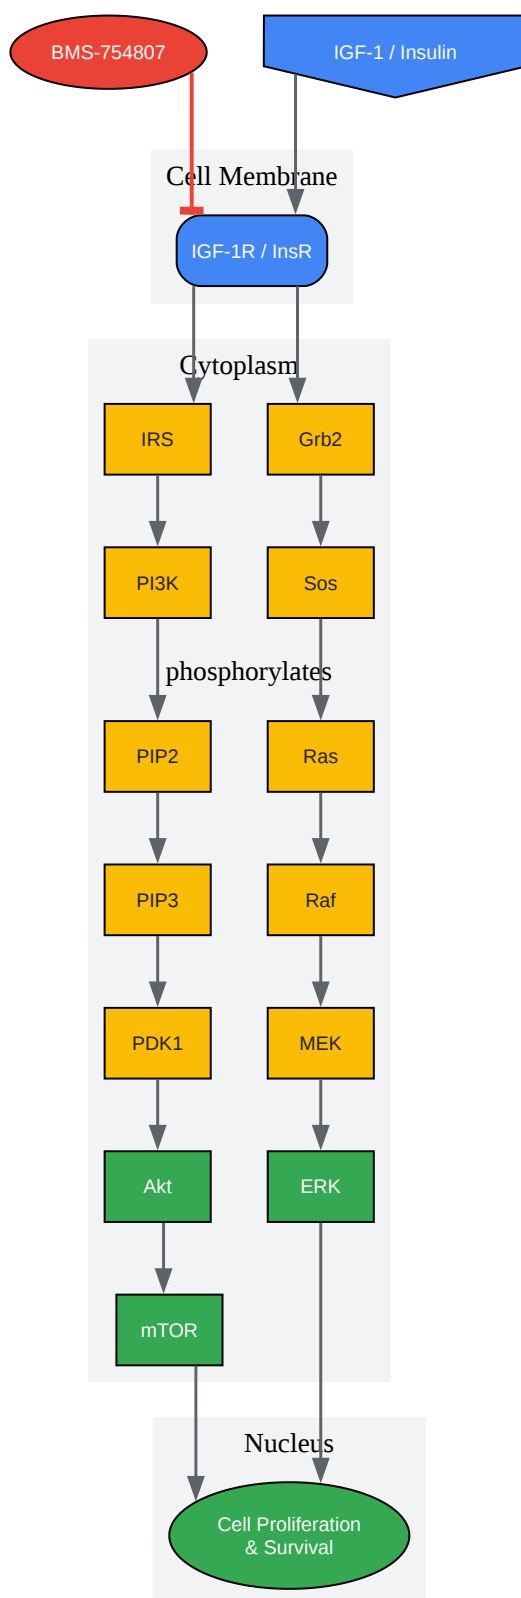 BMS-754807
IGF-1 / Insulin
Cell Membrane
IGF-1R / InsR
Cytoplasm
IRS
Grb2
PI3K
Sos
phosphorylates
PIP2
Ras
PIP3
Raf
PDK1
MEK
Akt
ERK
mTOR
Nucleus
Cell Proliferation
& Survival